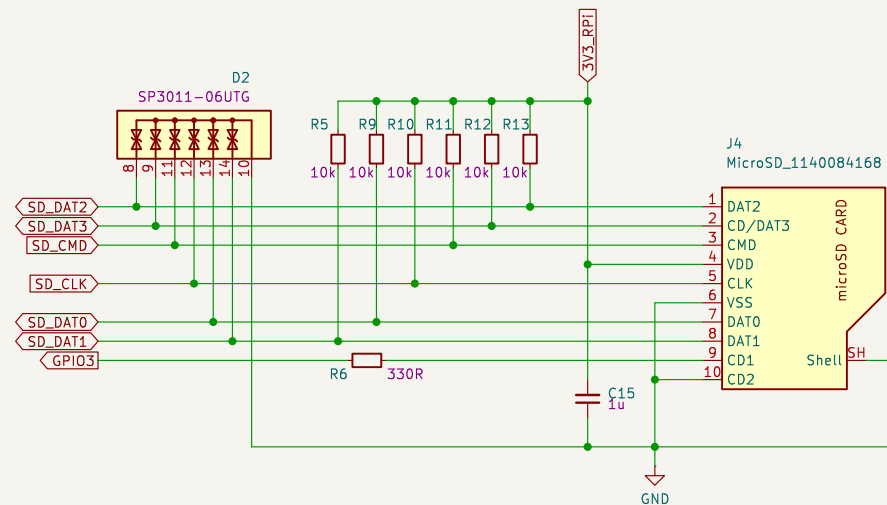 3V3_RPi
D2
SP3011-06UTG
8
9
11
12
13
14
10
R5
R9
R10
R11
R12
R13
10k
10k
10k
10k
10k
10k
J4
MicroSD_1140084168
SD_DAT2
SD_DAT3
SD_CMD
SD_CLK
SD_DAT0
SD_DAT1
GPIO3
R6
330R
1 DAT2
2 CD/DAT3
3 CMD
4 VDD
5 CLK
6 VSS
7 DAT0
8 DAT1
9 CD1
10 CD2
microSD CARD
Shell
SH
C15
1u
GND